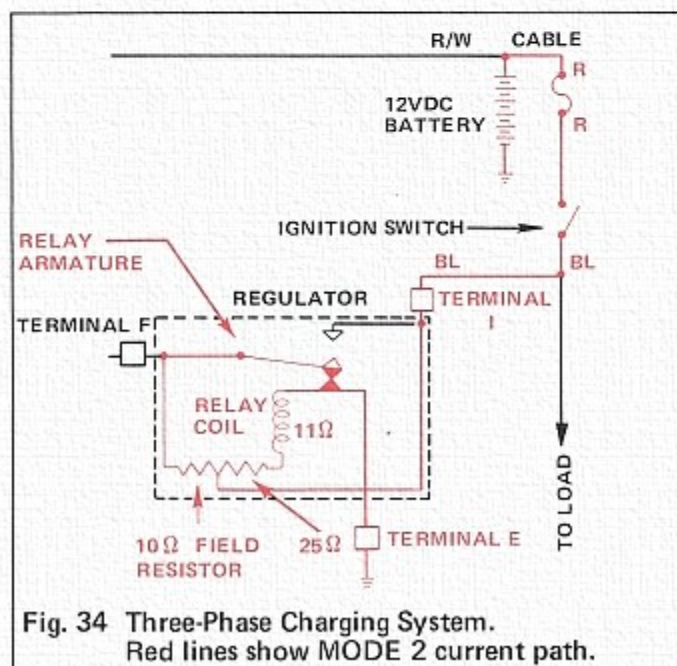 R/W CABLE
R
12VDC
BATTERY
R
IGNITION SWITCH
RELAY
ARMATURE
BL BL
REGULATOR
TERMINAL
I
TERMINAL F
RELAY
COIL
11Ω
10Ω FIELD
RESISTOR
25Ω
TERMINAL E
TO LOAD
Fig. 34 Three-Phase Charging System.
Red lines show MODE 2 current path.